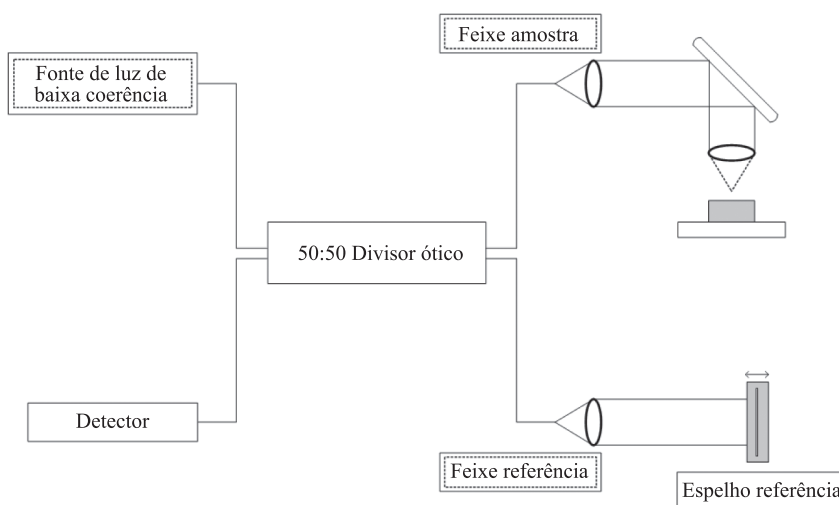 Feixe amostra
Fonte de luz de
baixa coerência
50:50 Divisor ótico
Detector
Feixe referência
Espelho referência